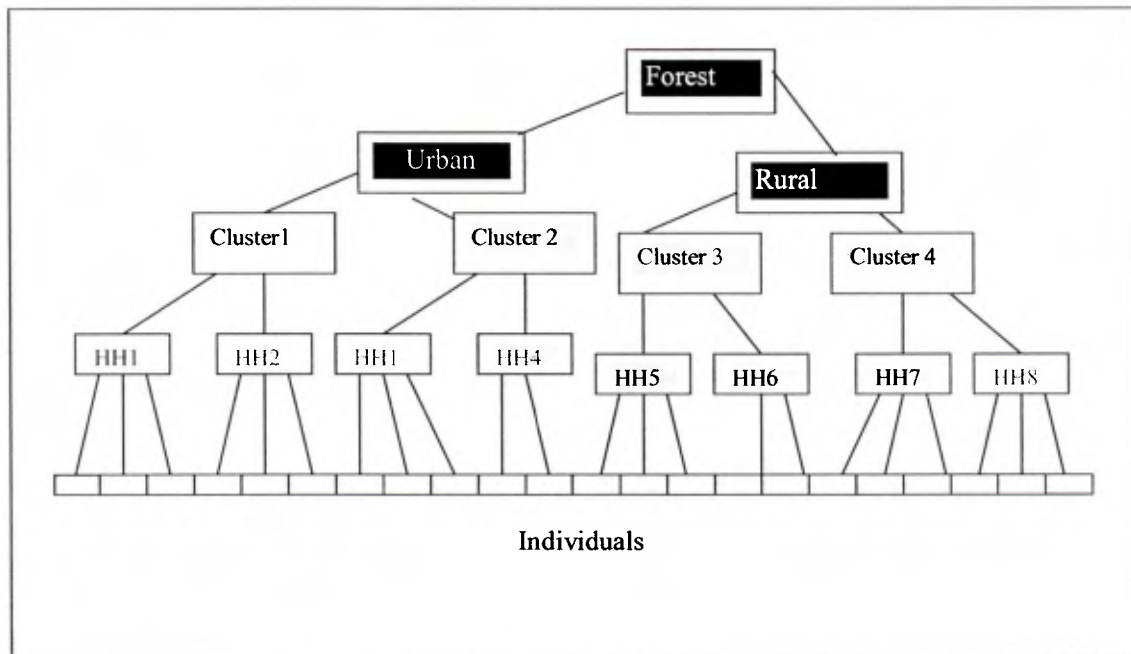 Forest
Urban
Rural
Cluster1
Cluster 2
Cluster 3
Cluster 4
HH1
HH2
HH1
HH4
HH5
HH6
HH7
HH8
Individuals